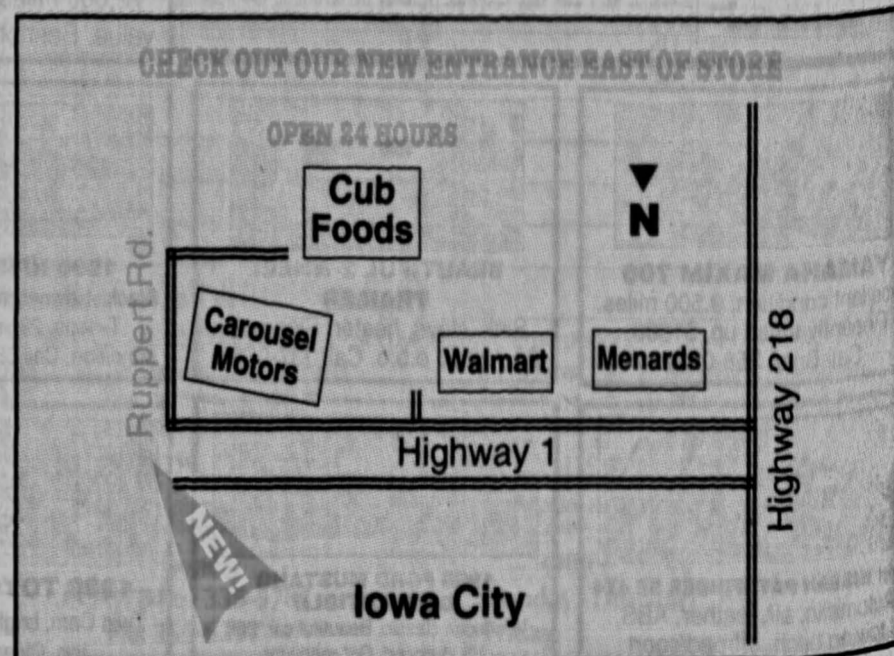 CHECK OUT OUR NEW ENTRANCE EAST OF STORE
OPEN 24 HOURS
Cub
Foods
N
Ruppert Rd.
Carousel
Motors
Walmart
Menards
Highway 218
Highway 1
NEW!
Iowa City